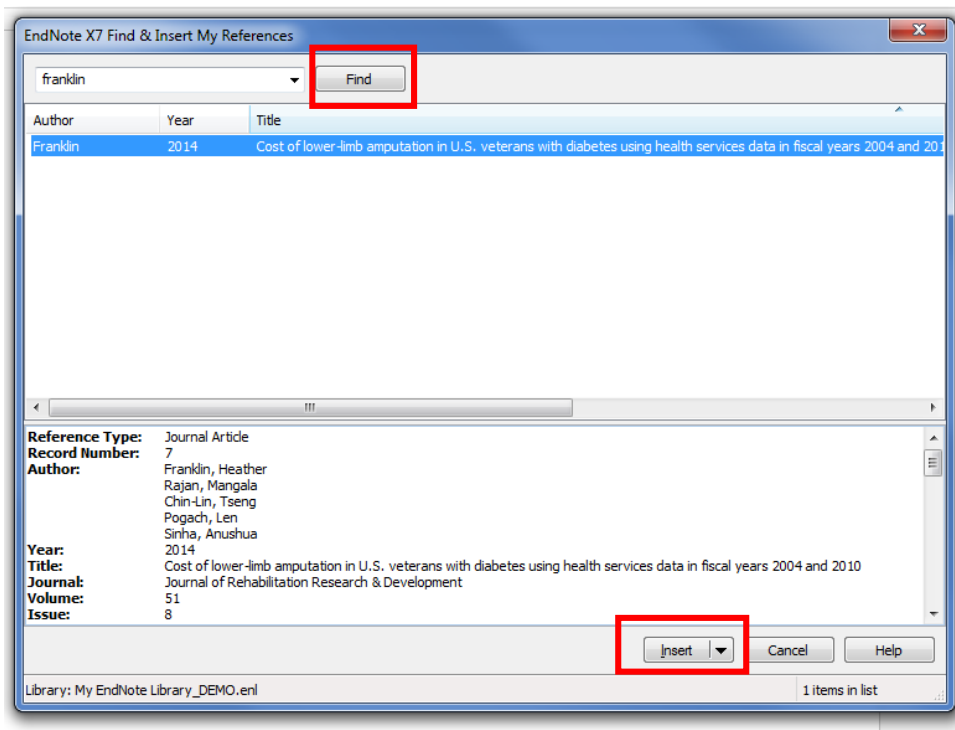 EndNote X7 Find & Insert My References
franklin Find
Author Year Title
Franklin 2014 Cost of lower-limb amputation in U.S. veterans with diabetes using health services data in fiscal years 2004 and 201
Reference Type: Journal Article
Record Number: 7
Author: Franklin, Heather
Rajan, Mangala
Chin-Lin, Tseng
Pogach, Len
Sinha, Anushua
Year: 2014
Title: Cost of lower-limb amputation in U.S. veterans with diabetes using health services data in fiscal years 2004 and 2010
Journal: Journal of Rehabilitation Research & Development
Volume: 51
Issue: 8
Insert Cancel Help
Library: My EndNote Library_DEMO.enl 1 items in list